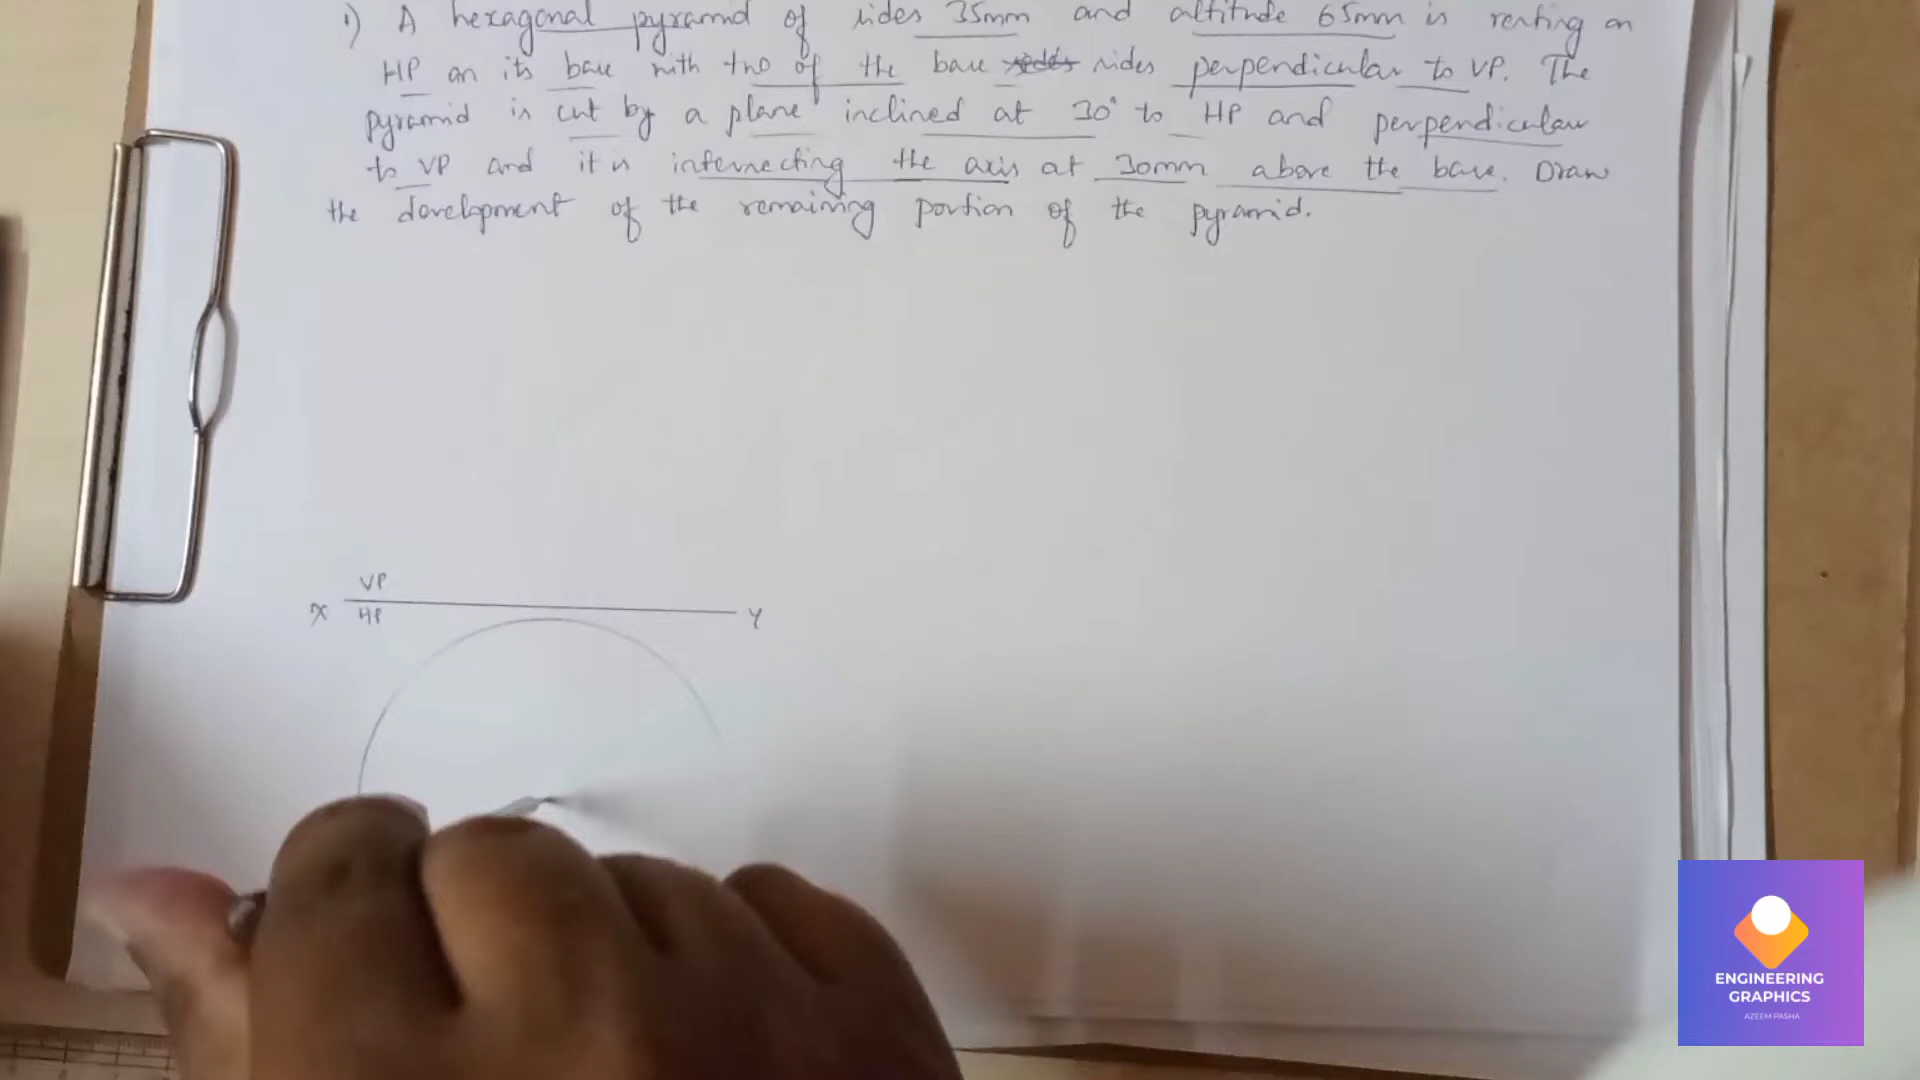 1) A hexagonal pyramid of sides 35mm and altitude 65mm is resting on
HP on its base with two of the base sides perpendicular to VP. The
pyramid is cut by a plane inclined at 30° to HP and perpendicular
to VP and it is intersecting the axis at 30mm above the base. Draw
the development of the remaining portion of the pyramid.
VP
X HP Y
ENGINEERING
GRAPHICS
AZEEM PASHA